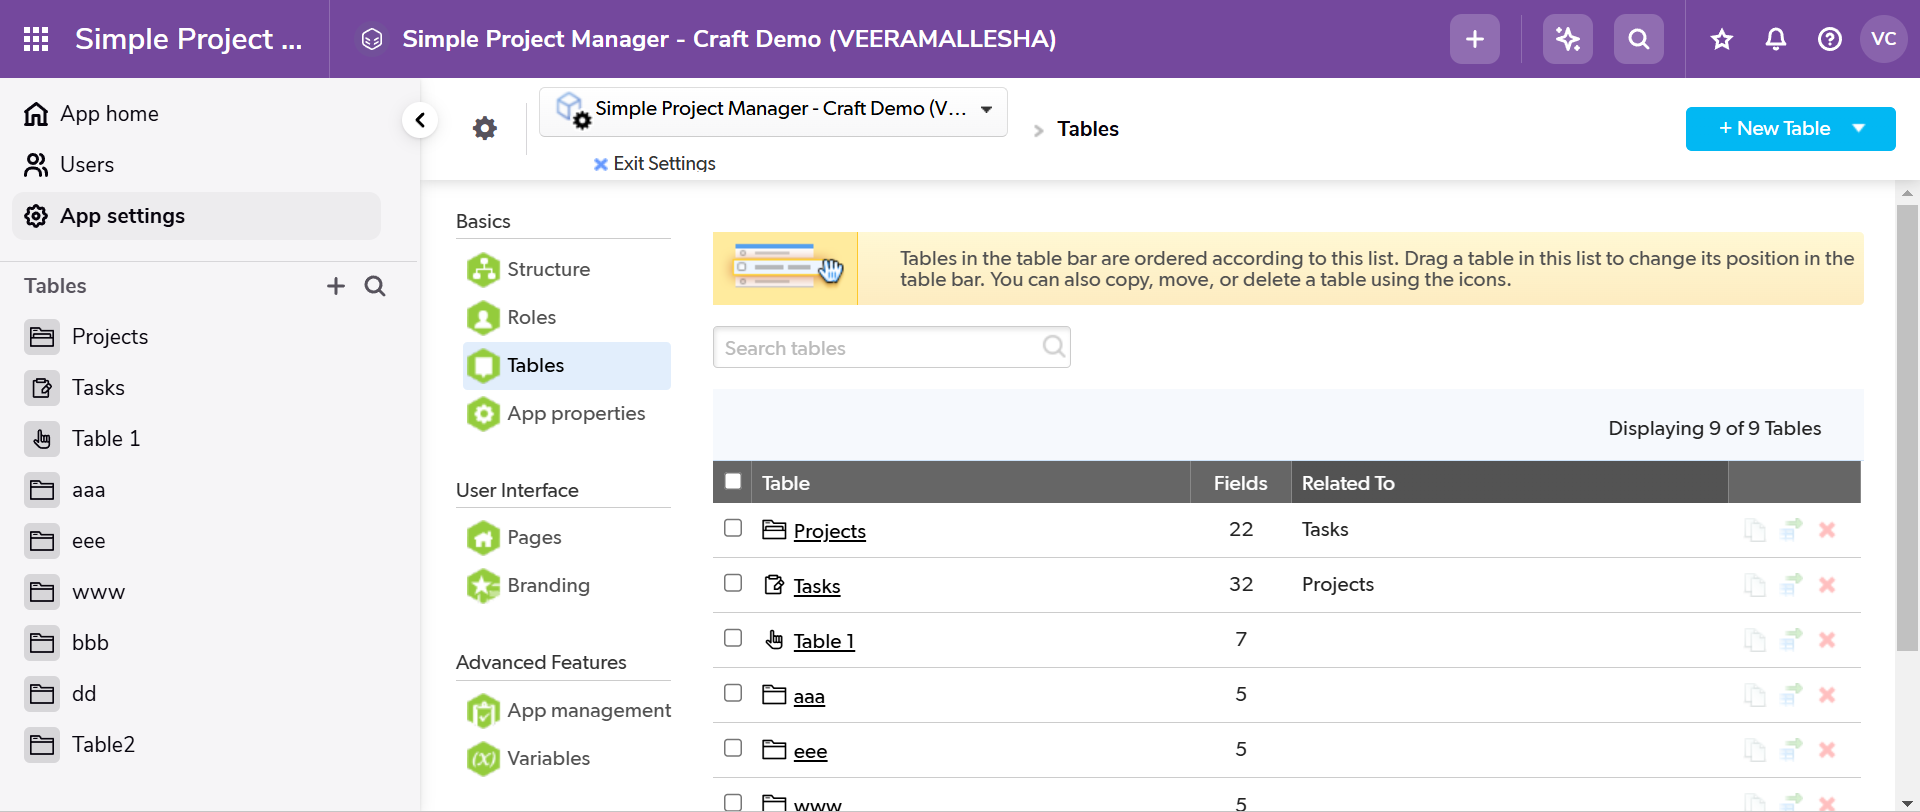 Simple Project ...
Simple Project Manager - Craft Demo (VEERAMALLESHA)
VC
App home
Users
App settings
Tables
Projects
Tasks
Table 1
aaa
eee
www
bbb
dd
Table2
Simple Project Manager - Craft Demo (V...
Exit Settings
Tables
+ New Table
Basics
Structure
Roles
Tables
App properties
User Interface
Pages
Branding
Advanced Features
App management
(x) Variables
Tables in the table bar are ordered according to this list. Drag a table in this list to change its position in the
table bar. You can also copy, move, or delete a table using the icons.
Search tables
Displaying 9 of 9 Tables
Table Fields Related To
Projects 22 Tasks
Tasks 32 Projects
Table 1 7
aaa 5
eee 5
www 5